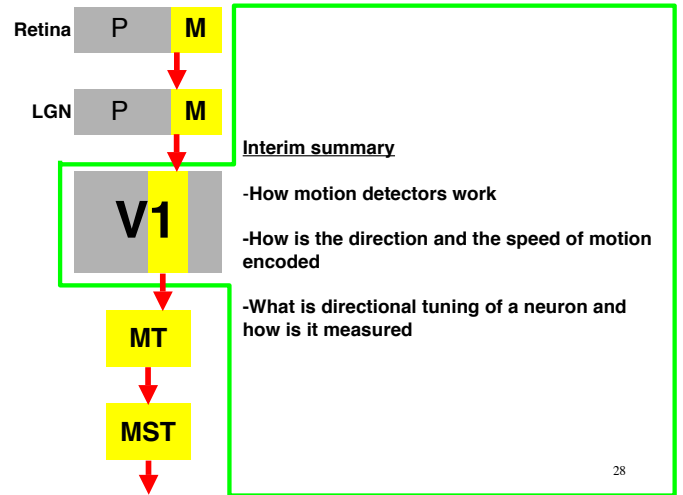 Retina P M
LGN P M
Interim summary
-How motion detectors work
V1
-How is the direction and the speed of motion
encoded
-What is directional tuning of a neuron and
how is it measured
MT
MST
28